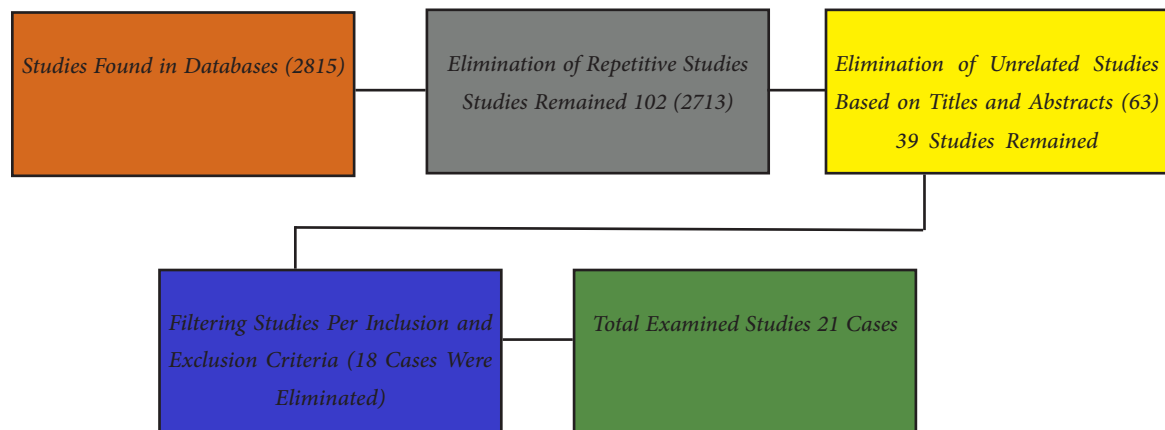 Studies Found in Databases (2815)
Elimination of Repetitive Studies
Studies Remained 102 (2713)
Elimination of Unrelated Studies
Based on Titles and Abstracts (63)
39 Studies Remained
Filtering Studies Per Inclusion and
Exclusion Criteria (18 Cases Were
Eliminated)
Total Examined Studies 21 Cases